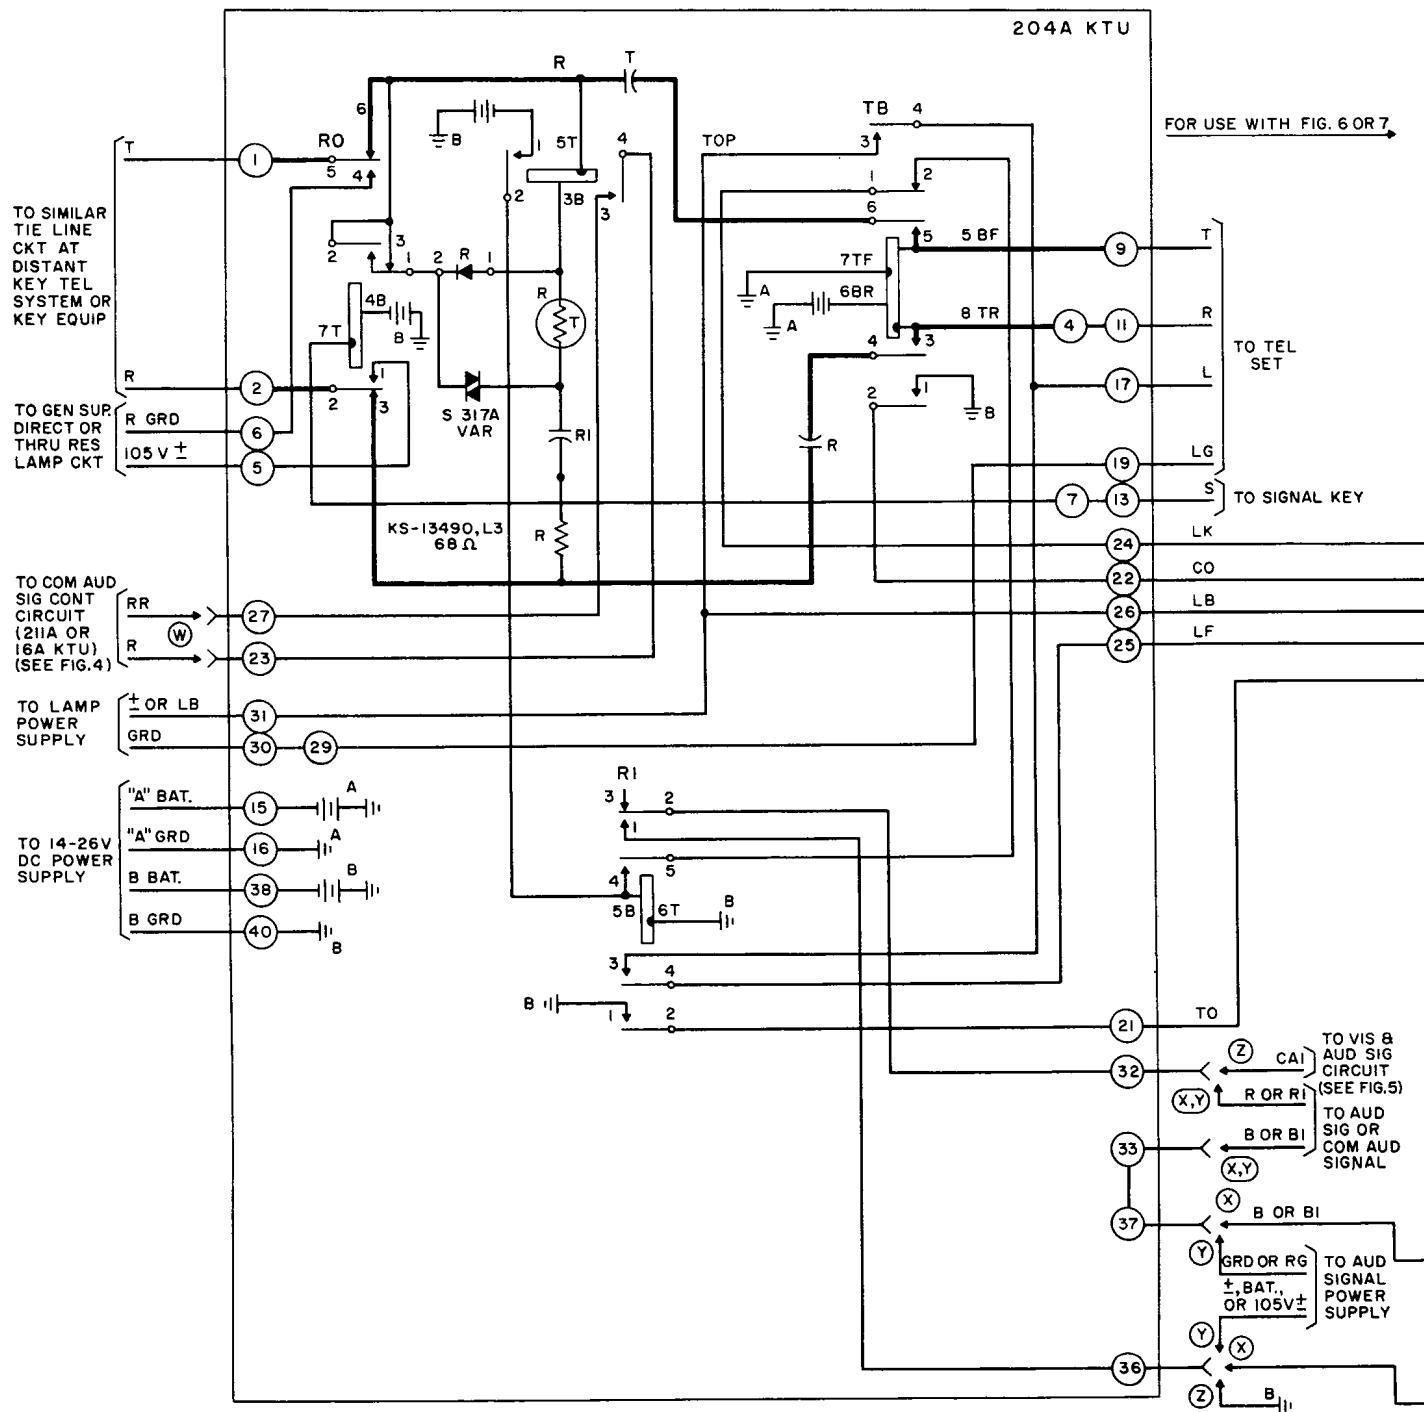 204A KTU
R
T
6
B
1
5T
4
TB
4
TOP
3
FOR USE WITH FIG. 6 OR 7
T
1
RO
5
4
2
3B
3
1
2
6
TO SIMILAR
TIE LINE
CKT AT
DISTANT
KEY TEL
SYSTEM OR
KEY EQUIP
3
2
1
2
R
1
5
5 BF
9
T
7TF
A
6BR
A
4B
B
7T
R
T
8 TR
4
11
R
3
4
TO TEL
SET
R
2
2
1
3
S 317A
VAR
2
1
B
17
L
TO GEN SUP.
DIRECT OR
THRU RES
LAMP CKT
R GRD
6
105V ±
5
R1
R
19
LG
7
13
S
TO SIGNAL KEY
KS-13490, L3
68 Ω
R
24
LK
22
CO
26
LB
25
LF
TO COM AUD
SIG CONT
CIRCUIT
(211A OR
16A KTU)
(SEE FIG.4)
RR
27
W
R
23
TO LAMP
POWER
SUPPLY
± OR LB
31
GRD
30
29
R1
3
2
1
TO 14-26V
DC POWER
SUPPLY
"A" BAT.
15
A
"A" GRD
16
A
B BAT.
38
B
B GRD
40
B
5
4
5B
6T
B
3
4
B
1
2
21
TO
32
Z
CA1
TO VIS &
AUD SIG
CIRCUIT
(SEE FIG.5)
X,Y
R OR R1
33
B OR B1
X,Y
TO AUD
SIG OR
COM AUD
SIGNAL
37
X
B OR B1
Y
GRD OR RG
±, BAT.,
OR 105V±
TO AUD
SIGNAL
POWER
SUPPLY
Y
X
36
Z
B